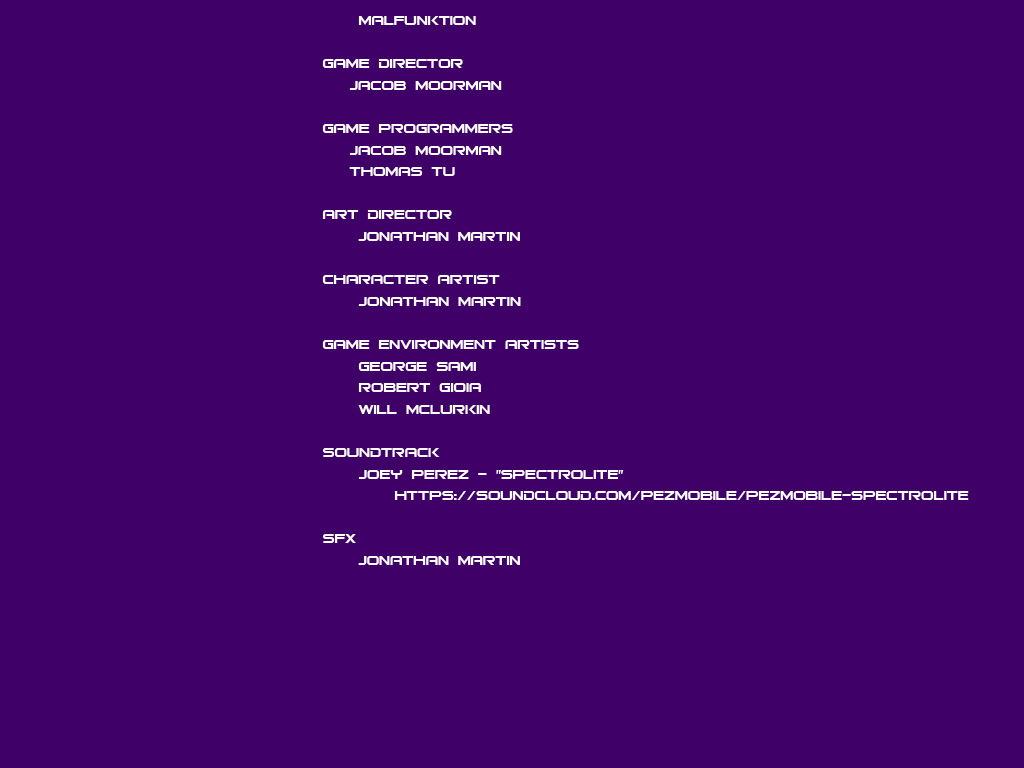 MALFUNKTION
GAME DIRECTOR
JACOB MOORMAN
GAME PROGRAMMERS
JACOB MOORMAN
THOMAS TU
ART DIRECTOR
JONATHAN MARTIN
CHARACTER ARTIST
JONATHAN MARTIN
GAME ENVIRONMENT ARTISTS
GEORGE SAMI
ROBERT GIOIA
WILL MCLURKIN
SOUNDTRACK
JOEY PEREZ - "SPECTROLITE"
HTTPS://SOUNDCLOUD.COM/PEZMOBILE/PEZMOBILE-SPECTROLITE
SFX
JONATHAN MARTIN